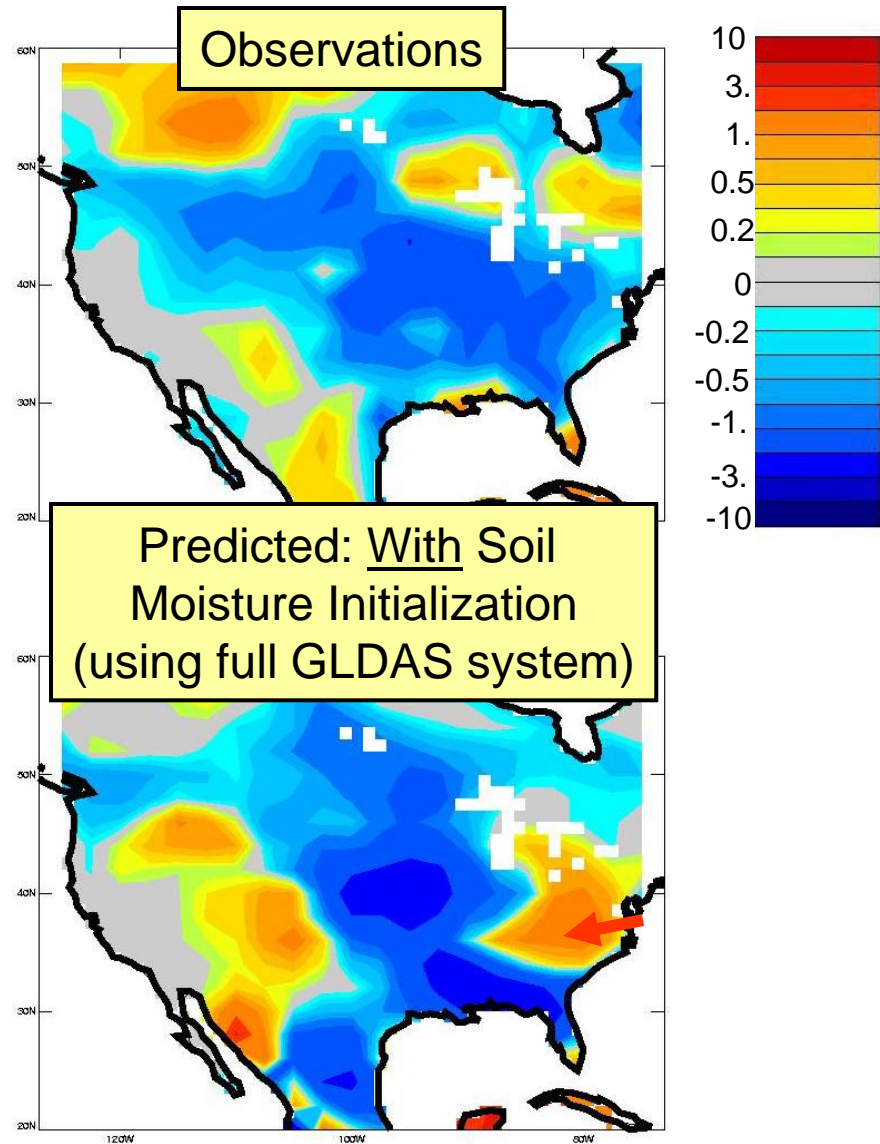 Observations
60N
50N
40N
30N
20N
10
3.
1.
0.5
0.2
0
-0.2
-0.5
-1.
-3.
-10
Predicted: With Soil
Moisture Initialization
(using full GLDAS system)
60N
50N
40N
30N
20N
120W
100W
80W